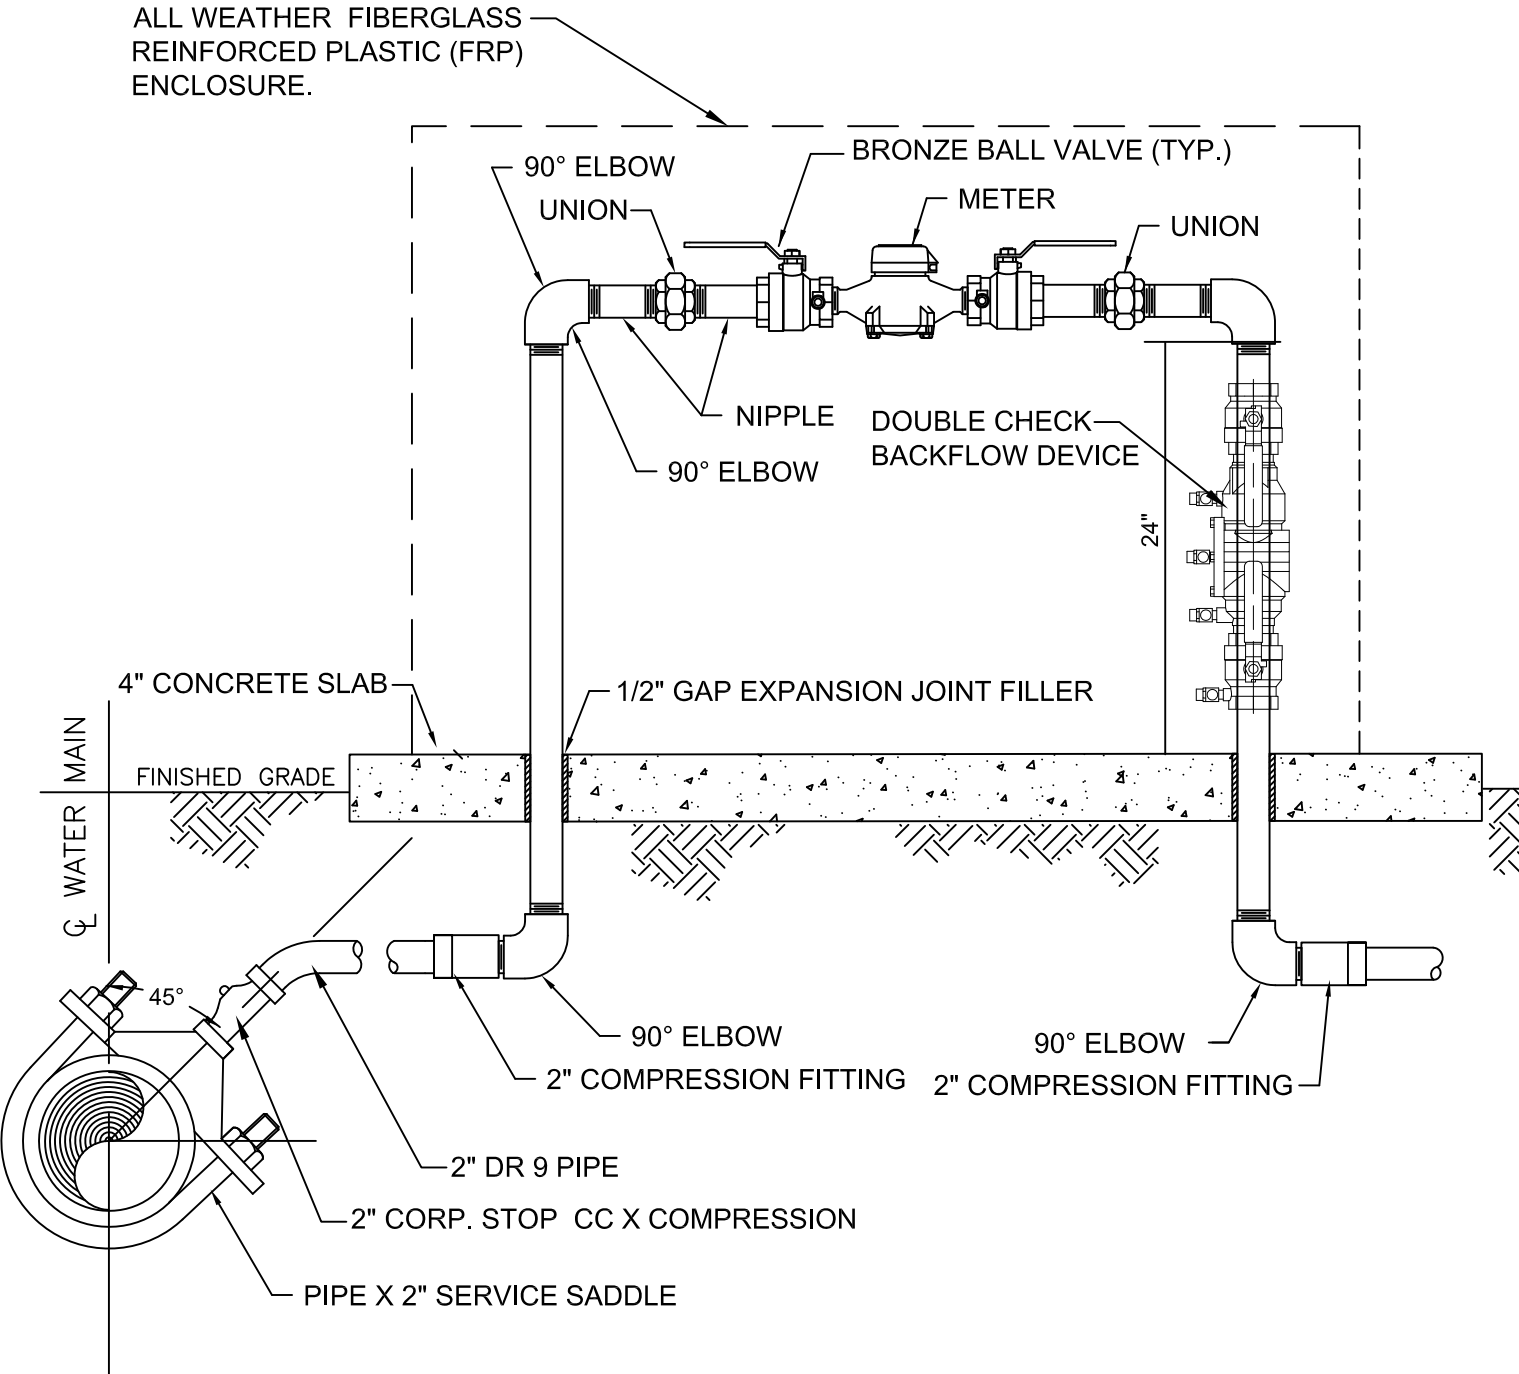 ALL WEATHER FIBERGLASS
REINFORCED PLASTIC (FRP)
ENCLOSURE.
90° ELBOW
BRONZE BALL VALVE (TYP.)
UNION
METER
UNION
NIPPLE
DOUBLE CHECK
BACKFLOW DEVICE
90° ELBOW
24"
4" CONCRETE SLAB
1/2" GAP EXPANSION JOINT FILLER
FINISHED GRADE
℄ WATER MAIN
45°
90° ELBOW
2" COMPRESSION FITTING
90° ELBOW
2" COMPRESSION FITTING
2" DR 9 PIPE
2" CORP. STOP CC X COMPRESSION
PIPE X 2" SERVICE SADDLE